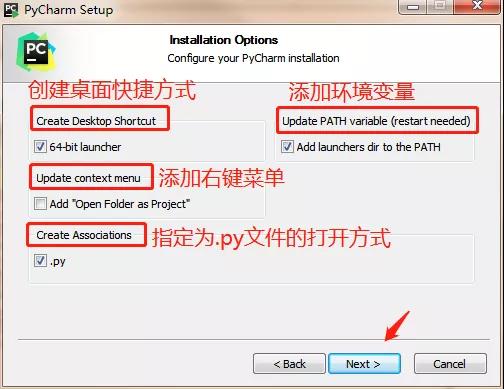 PC PyCharm Setup
PC
Installation Options
Configure your PyCharm installation
创建桌面快捷方式
添加环境变量
Create Desktop Shortcut
Update PATH variable (restart needed)
64-bit launcher
Add launchers dir to the PATH
Update context menu
添加右键菜单
Add "Open Folder as Project"
Create Associations
指定为.py文件的打开方式
.py
< Back
Next >
Cancel